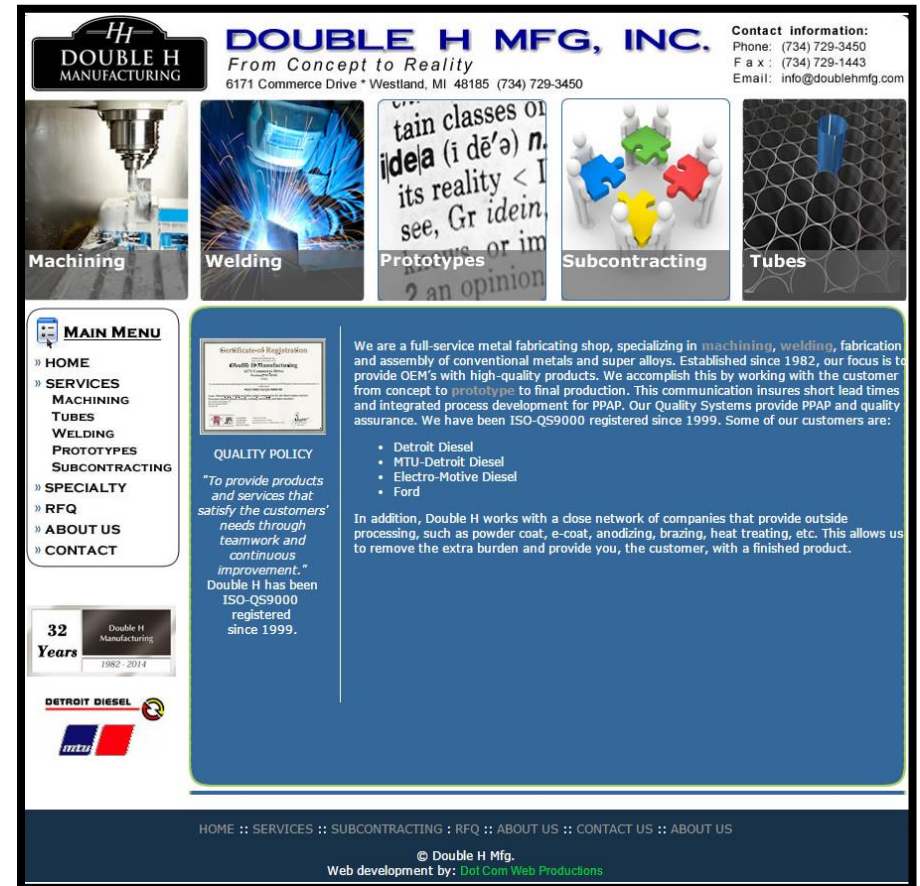 HH
DOUBLE H
MANUFACTURING
DOUBLE H MFG, INC.
From Concept to Reality
6171 Commerce Drive * Westland, MI 48185 (734) 729-3450
Contact information:
Phone: (734) 729-3450
Fax: (734) 729-1443
Email: info@doublehmfg.com
tain classes of
idea (ī dē′ə) n.
its reality < I
see, Gr idein,
or im
2 an opinion
Machining
Welding
Prototypes
Subcontracting
Tubes
MAIN MENU
» HOME
» SERVICES
MACHINING
TUBES
WELDING
PROTOTYPES
SUBCONTRACTING
» SPECIALTY
» RFQ
» ABOUT US
» CONTACT
32
Years
Double H
Manufacturing
1982 - 2014
DETROIT DIESEL
mtu
Certificate of Registration
Double H Manufacturing
QUALITY POLICY
"To provide products
and services that
satisfy the customers'
needs through
teamwork and
continuous
improvement."
Double H has been
ISO-QS9000
registered
since 1999.
We are a full-service metal fabricating shop, specializing in machining, welding, fabrication
and assembly of conventional metals and super alloys. Established since 1982, our focus is to
provide OEM's with high-quality products. We accomplish this by working with the customer
from concept to prototype to final production. This communication insures short lead times
and integrated process development for PPAP. Our Quality Systems provide PPAP and quality
assurance. We have been ISO-QS9000 registered since 1999. Some of our customers are:
• Detroit Diesel
• MTU-Detroit Diesel
• Electro-Motive Diesel
• Ford
In addition, Double H works with a close network of companies that provide outside
processing, such as powder coat, e-coat, anodizing, brazing, heat treating, etc. This allows us
to remove the extra burden and provide you, the customer, with a finished product.
HOME :: SERVICES :: SUBCONTRACTING : RFQ :: ABOUT US :: CONTACT US :: ABOUT US
© Double H Mfg.
Web development by: Dot Com Web Productions